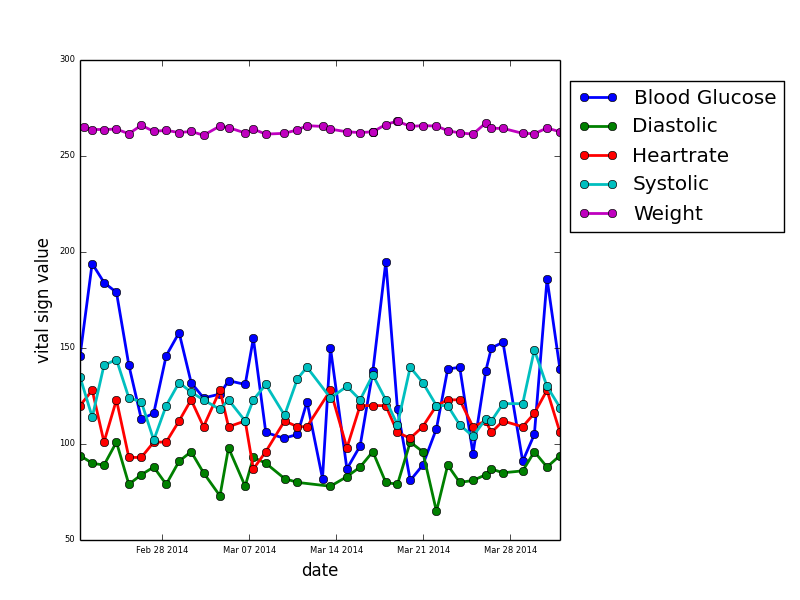 300
250
200
150
100
50
vital sign value
Feb 28 2014
Mar 07 2014
Mar 14 2014
Mar 21 2014
Mar 28 2014
date
Blood Glucose
Diastolic
Heartrate
Systolic
Weight